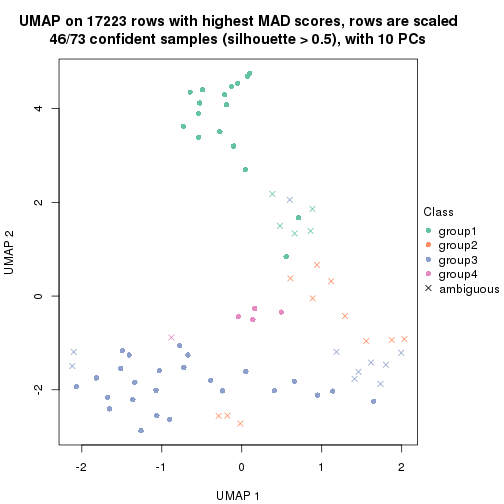 UMAP on 17223 rows with highest MAD scores, rows are scaled
46/73 confident samples (silhouette > 0.5), with 10 PCs
UMAP 2
4
2
0
-2
-2
-1
0
1
2
UMAP 1
Class
group1
group2
group3
group4
ambiguous